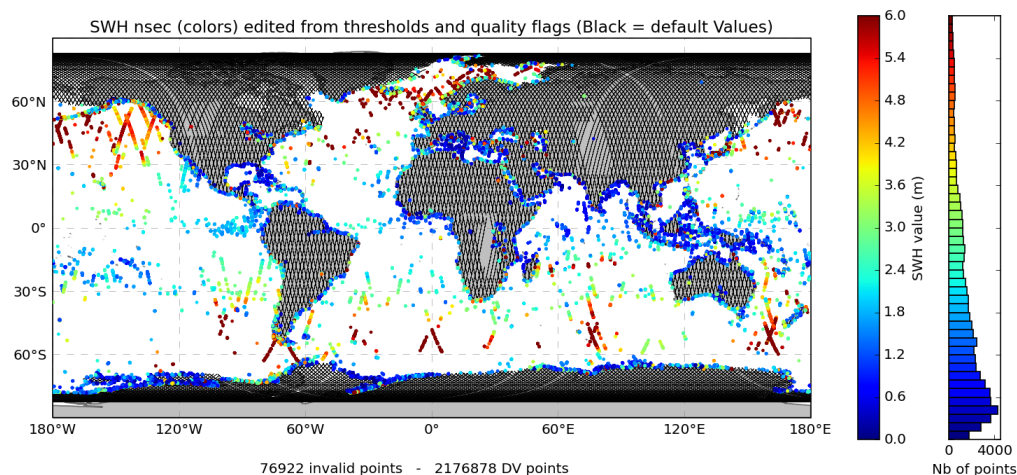 SWH nsec (colors) edited from thresholds and quality flags (Black = default Values)
60°N
30°N
0°
30°S
60°S
180°W
120°W
60°W
0°
60°E
120°E
180°E
76922 invalid points - 2176878 DV points
6.0
5.4
4.8
4.2
3.6
3.0
2.4
1.8
1.2
0.6
0.0
SWH value (m)
0
4000
Nb of points